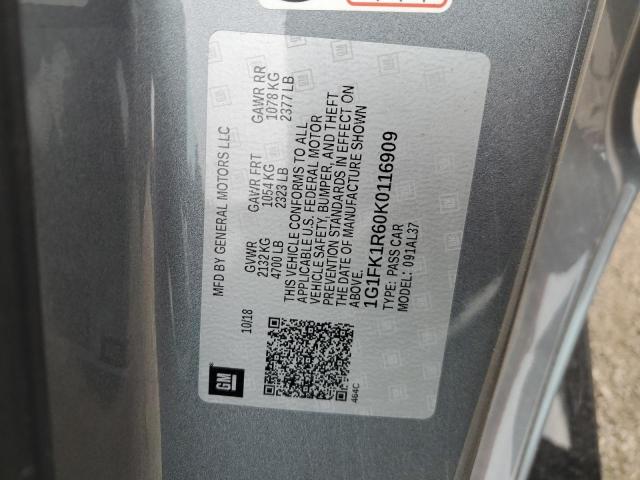 GM
10/18
MFD BY GENERAL MOTORS LLC
GVWR GAWR FRT GAWR RR
2132 KG 1054 KG 1078 KG
4700 LB 2323 LB 2377 LB
THIS VEHICLE CONFORMS TO ALL
APPLICABLE U.S. FEDERAL MOTOR
VEHICLE SAFETY, BUMPER, AND THEFT
PREVENTION STANDARDS IN EFFECT ON
THE DATE OF MANUFACTURE SHOWN
ABOVE.
1G1FK1R60K0116909
TYPE: PASS CAR
MODEL: 091AL37
464C